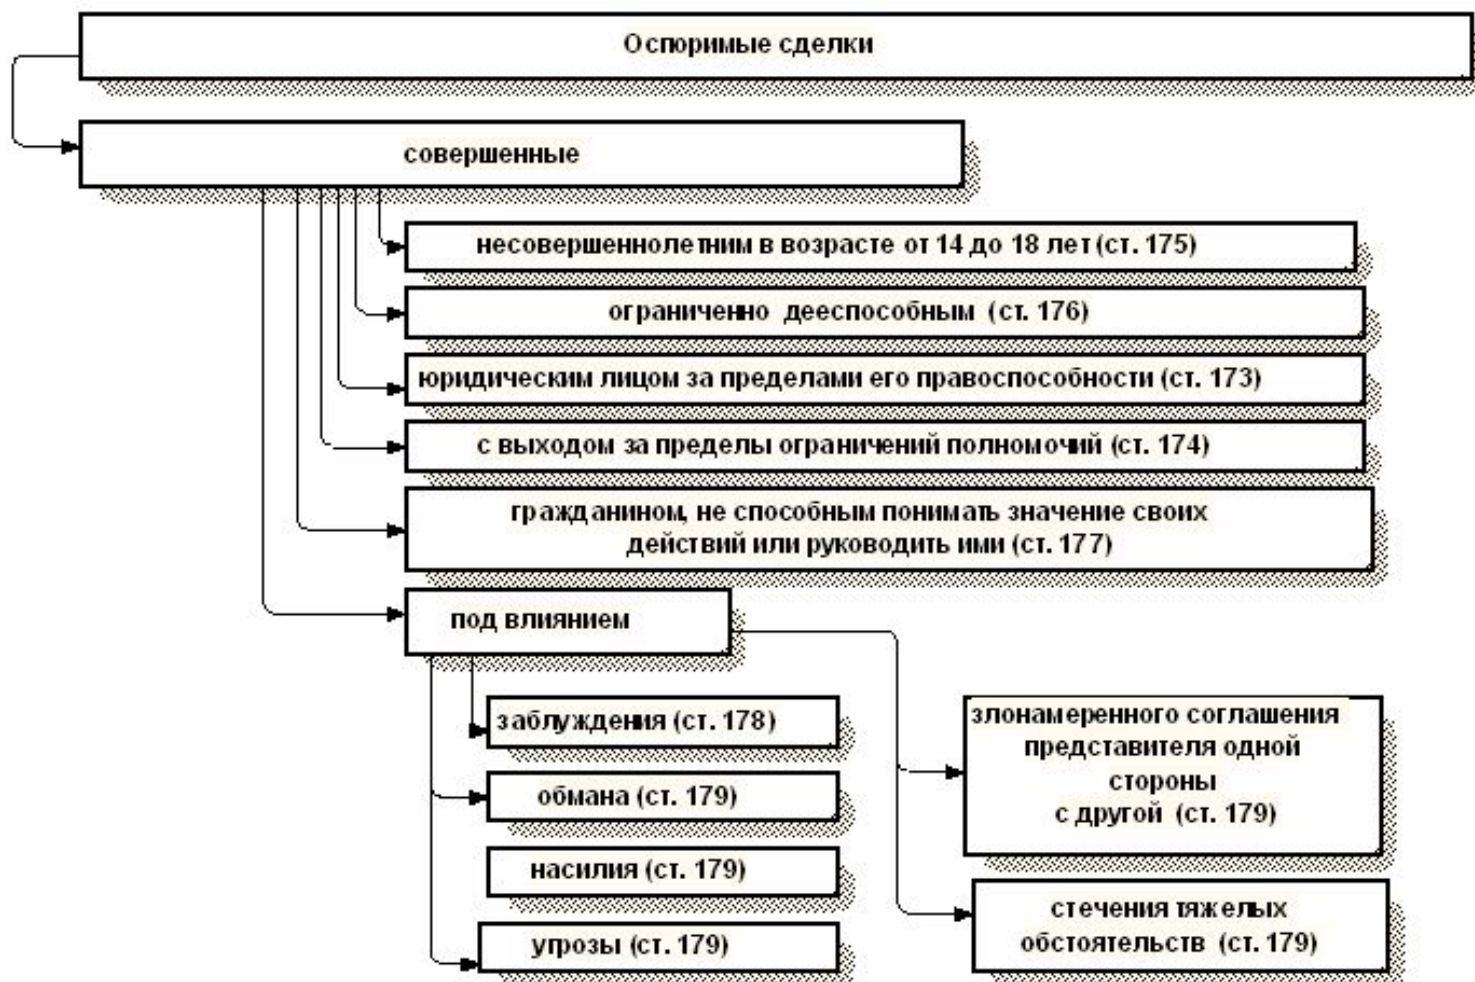 Оспоримые сделки
совершенные
несовершеннолетним в возрасте от 14 до 18 лет (ст. 175)
ограниченно дееспособным (ст. 176)
юридическим лицом за пределами его правоспособности (ст. 173)
с выходом за пределы ограничений полномочий (ст. 174)
гражданином, не способным понимать значение своих
действий или руководить ими (ст. 177)
под влиянием
заблуждения (ст. 178)
обмана (ст. 179)
насилия (ст. 179)
угрозы (ст. 179)
злонамеренного соглашения
представителя одной
стороны
с другой (ст. 179)
стечения тяжелых
обстоятельств (ст. 179)